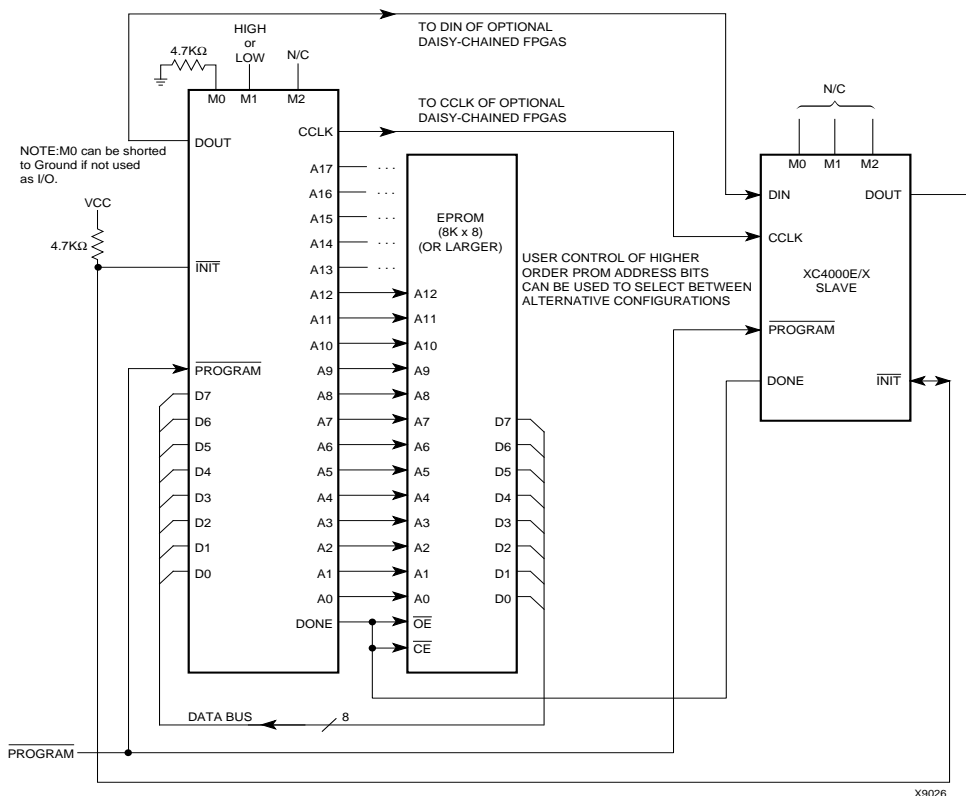 TO DIN OF OPTIONAL
DAISY-CHAINED FPGAS
HIGH
or
LOW
4.7KΩ
N/C
M0 M1 M2
TO CCLK OF OPTIONAL
DAISY-CHAINED FPGAS
N/C
M0 M1 M2
DOUT
CCLK
NOTE:M0 can be shorted
to Ground if not used
as I/O.
VCC
4.7KΩ
INIT
PROGRAM
D7
D6
D5
D4
D3
D2
D1
D0
A17 ...
A16 ...
A15 ...
A14 ...
A13 ...
A12
A11
A10
A9
A8
A7
A6
A5
A4
A3
A2
A1
A0
DONE
EPROM
(8K x 8)
(OR LARGER)
A12
A11
A10
A9
A8
A7
A6
A5
A4
A3
A2
A1
A0
OE
CE
D7
D6
D5
D4
D3
D2
D1
D0
USER CONTROL OF HIGHER
ORDER PROM ADDRESS BITS
CAN BE USED TO SELECT BETWEEN
ALTERNATIVE CONFIGURATIONS
DIN DOUT
CCLK
XC4000E/X
SLAVE
PROGRAM
DONE INIT
DATA BUS 8
PROGRAM
X9026